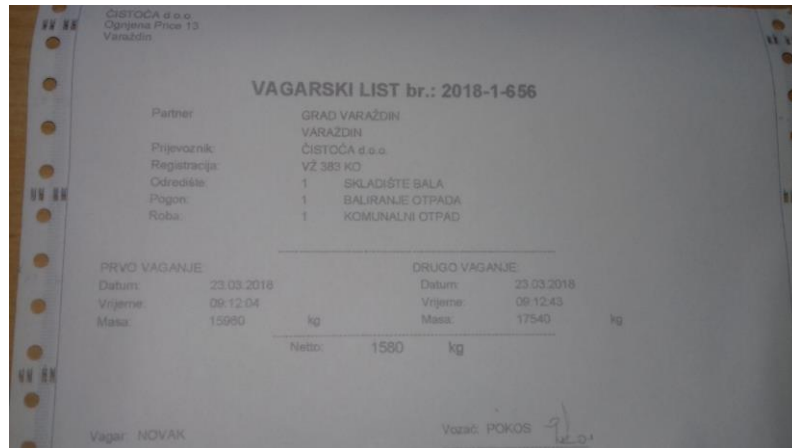 ČISTOĆA d.o.o.
Ognjena Price 13
Varaždin
VAGARSKI LIST br.: 2018-1-656
Partner GRAD VARAŽDIN
VARAŽDIN
Prijevoznik: ČISTOĆA d.o.o.
Registracija: VŽ 383 KO
Odredište: 1 SKLADIŠTE BALA
Pogon: 1 BALIRANJE OTPADA
Roba: 1 KOMUNALNI OTPAD
PRVO VAGANJE DRUGO VAGANJE
Datum: 23.03.2018 Datum: 23.03.2018
Vrijeme: 09:12:04 Vrijeme: 09:12:43
Masa: 15960 kg Masa: 17540 kg
Netto: 1580 kg
Vagar: NOVAK Vozač: POKOS